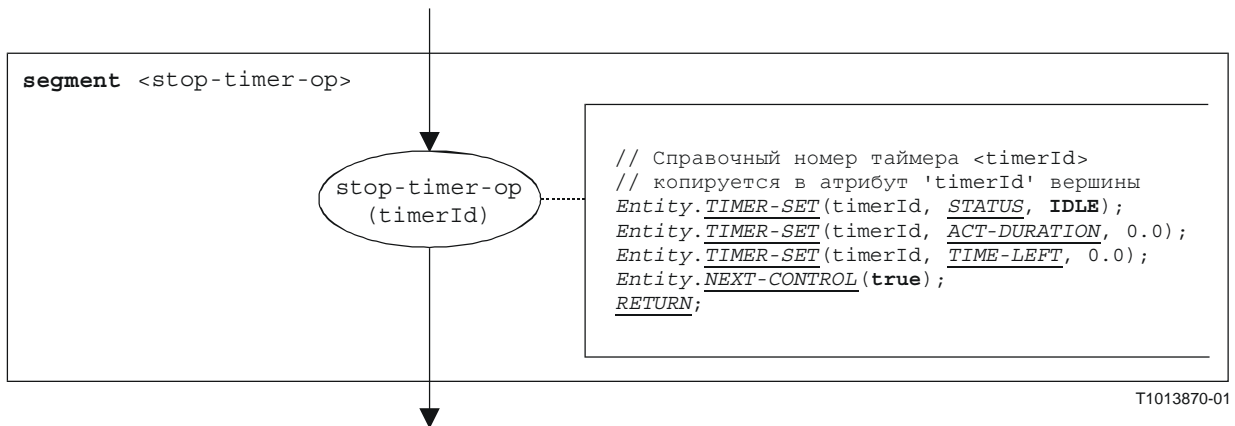 segment <stop-timer-op>
stop-timer-op
(timerId)
// Справочный номер таймера <timerId>
// копируется в атрибут 'timerId' вершины
Entity.TIMER-SET(timerId, STATUS, IDLE);
Entity.TIMER-SET(timerId, ACT-DURATION, 0.0);
Entity.TIMER-SET(timerId, TIME-LEFT, 0.0);
Entity.NEXT-CONTROL(true);
RETURN;
T1013870-01